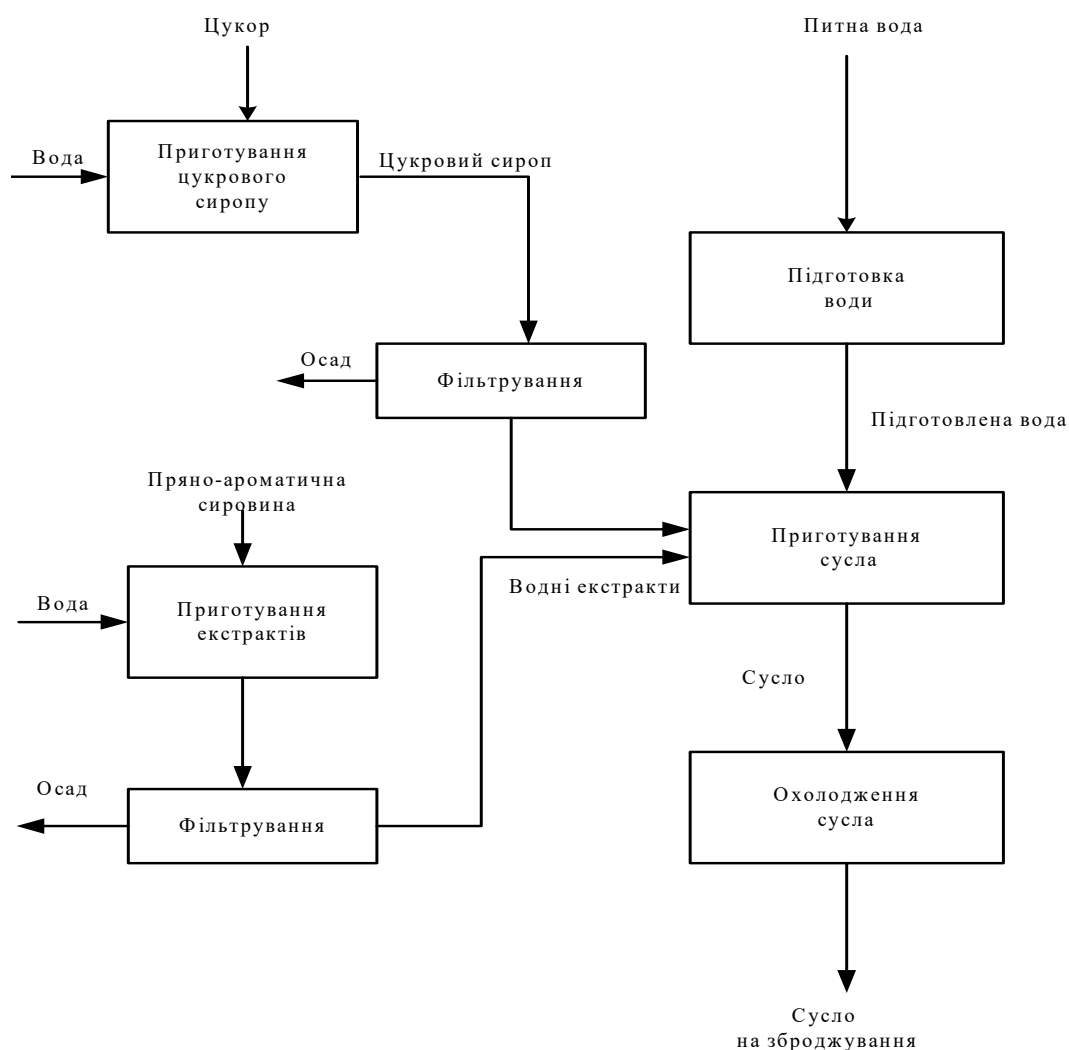 Цукор
Питна вода
Вода
Приготування
цукрового
сиропу
Цукровий сироп
Підготовка
води
Осад
Фільтрування
Підготовлена вода
Пряно-ароматична
сировина
Приготування
сусла
Вода
Приготування
екстрактів
Водні екстракти
Сусло
Осад
Фільтрування
Охолодження
сусла
Сусло
на зброджування